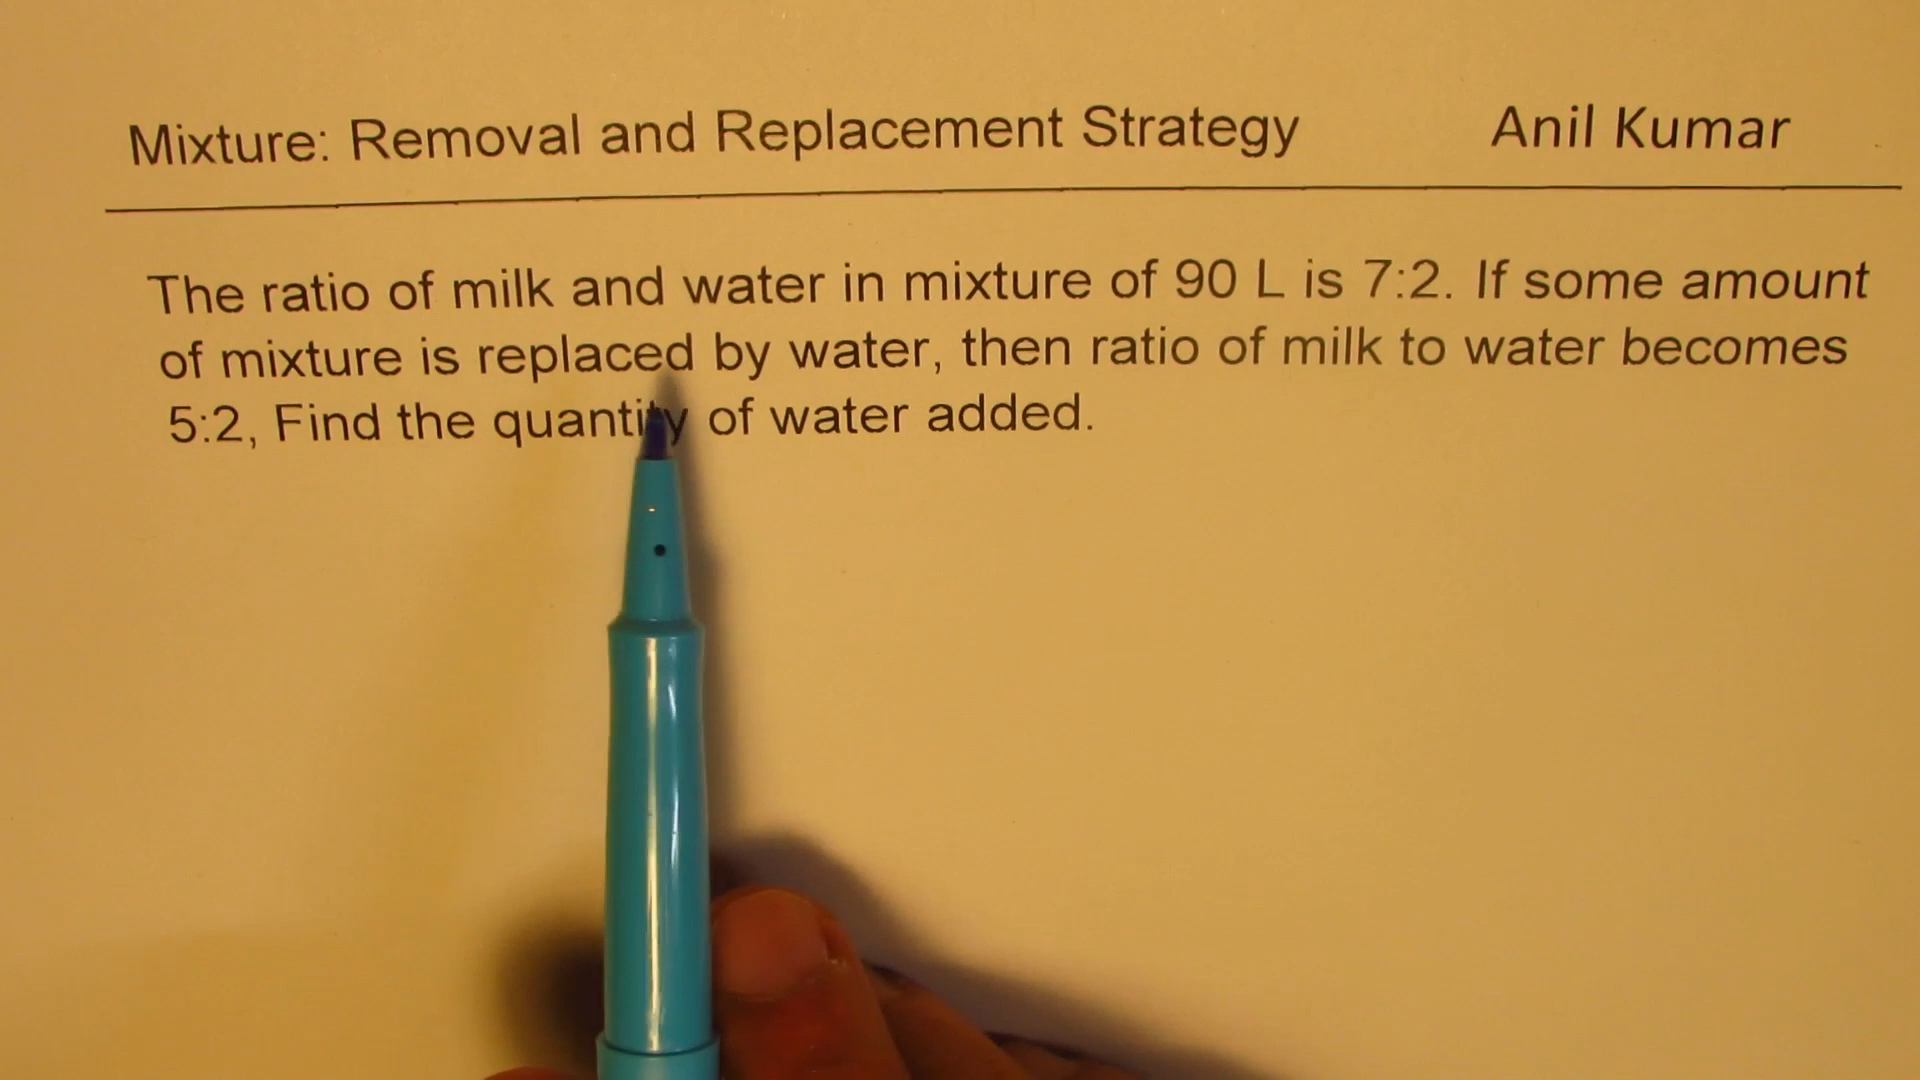 Mixture: Removal and Replacement Strategy Anil Kumar
The ratio of milk and water in mixture of 90 L is 7:2. If some amount
of mixture is replaced by water, then ratio of milk to water becomes
5:2, Find the quantity of water added.